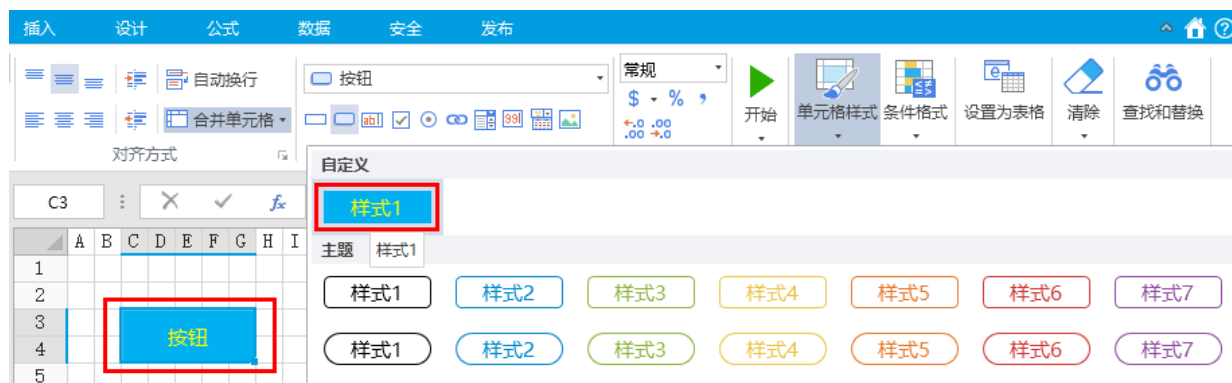 插入 设计 公式 数据 安全 发布
自动换行 按钮 常规
$ % ,
合并单元格 abl 99 .0 .00 .00 .0 开始 单元格样式 条件格式 设置为表格 清除 查找和替换
对齐方式
自定义
C3 fx 样式1
A B C D E F G H I 主题 样式1
1
2 样式1 样式2 样式3 样式4 样式5 样式6 样式7
3
按钮
4 样式1 样式2 样式3 样式4 样式5 样式6 样式7
5